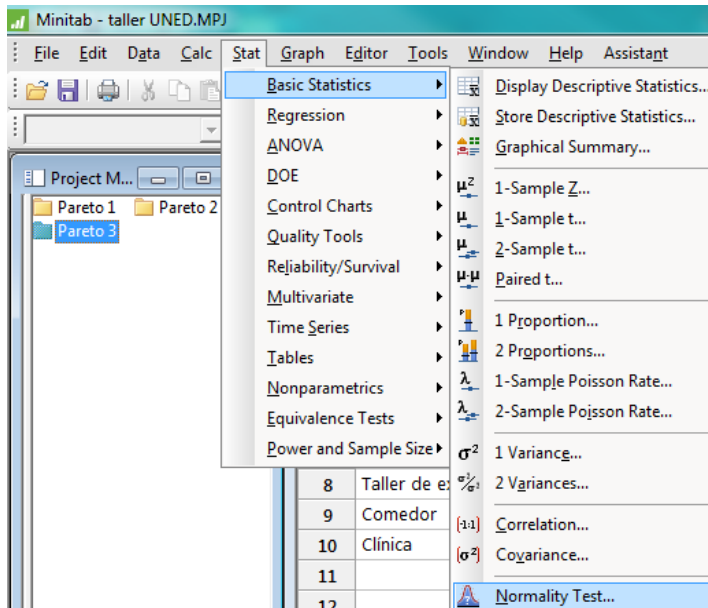 Minitab - taller UNED.MPJ
File Edit Data Calc Stat Graph Editor Tools Window Help Assistant
Project M...
Pareto 1 Pareto 2
Pareto 3
Basic Statistics
Regression
ANOVA
DOE
Control Charts
Quality Tools
Reliability/Survival
Multivariate
Time Series
Tables
Nonparametrics
Equivalence Tests
Power and Sample Size
Display Descriptive Statistics...
Store Descriptive Statistics...
Graphical Summary...
μz 1-Sample Z...
μ 1-Sample t...
μ 2-Sample t...
μ-μ Paired t...
P 1 Proportion...
P 2 Proportions...
λ 1-Sample Poisson Rate...
λ 2-Sample Poisson Rate...
σ² 1 Variance...
2 Variances...
Correlation...
(σ²) Covariance...
Normality Test...
8 Taller de
9 Comedor
10 Clínica
11
12